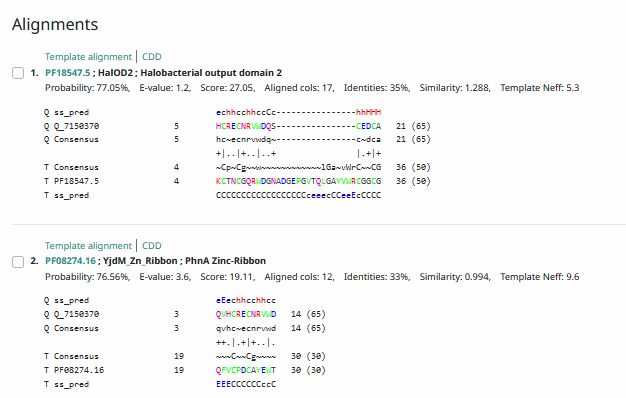 Alignments
Template alignment | CDD
1. PF18547.5 ; HalOD2 ; Halobacterial output domain 2
Probability: 77.05%, E-value: 1.2, Score: 27.05, Aligned cols: 17, Identities: 35%, Similarity: 1.288, Template Neff: 5.3
Q ss_pred echhcchhccCc----------------hhHHH
Q Q_7150370 5 HCRECNRVWDQS----------------CEDCA 21 (65)
Q Consensus 5 hc~ecnrvwdq~----------------c~dca 21 (65)
+|..|+..|..+ |.+|+
T Consensus 4 ~Cp~Cg~~w~~~~~~~~~~~~~~lGa~vWrC~~CG 36 (50)
T PF18547.5 4 KCTNCGQRWDGNADGEPGVTQLGAYVWRCGGCG 36 (50)
T ss_pred CCCCCCCCCCCCCCCCCCCCceeecCCeeEcCCCC
Template alignment | CDD
2. PF08274.16 ; YjdM_Zn_Ribbon ; PhnA Zinc-Ribbon
Probability: 76.56%, E-value: 3.6, Score: 19.11, Aligned cols: 12, Identities: 33%, Similarity: 0.994, Template Neff: 9.6
Q ss_pred eEechhcchhcc
Q Q_7150370 3 QVHCRECNRVWD 14 (65)
Q Consensus 3 qvhc~ecnrvwd 14 (65)
++.|.+|+..|.
T Consensus 19 ~~~C~~Cg~~~~ 30 (30)
T PF08274.16 19 QFVCPDCAYEWT 30 (30)
T ss_pred EEECCCCCCccC